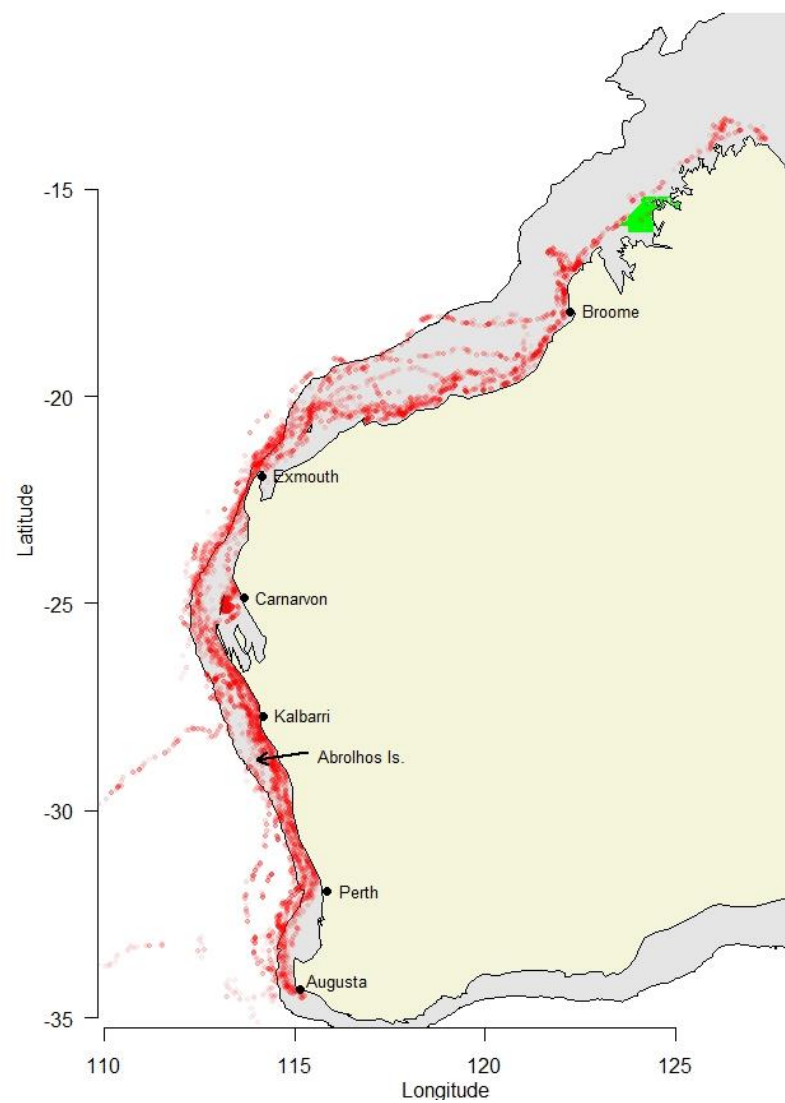 -15
Broome
-20
Exmouth
Latitude
-25
Carnarvon
Kalbarri
Abrolhos Is.
-30
Perth
Augusta
-35
110
115
120
125
Longitude